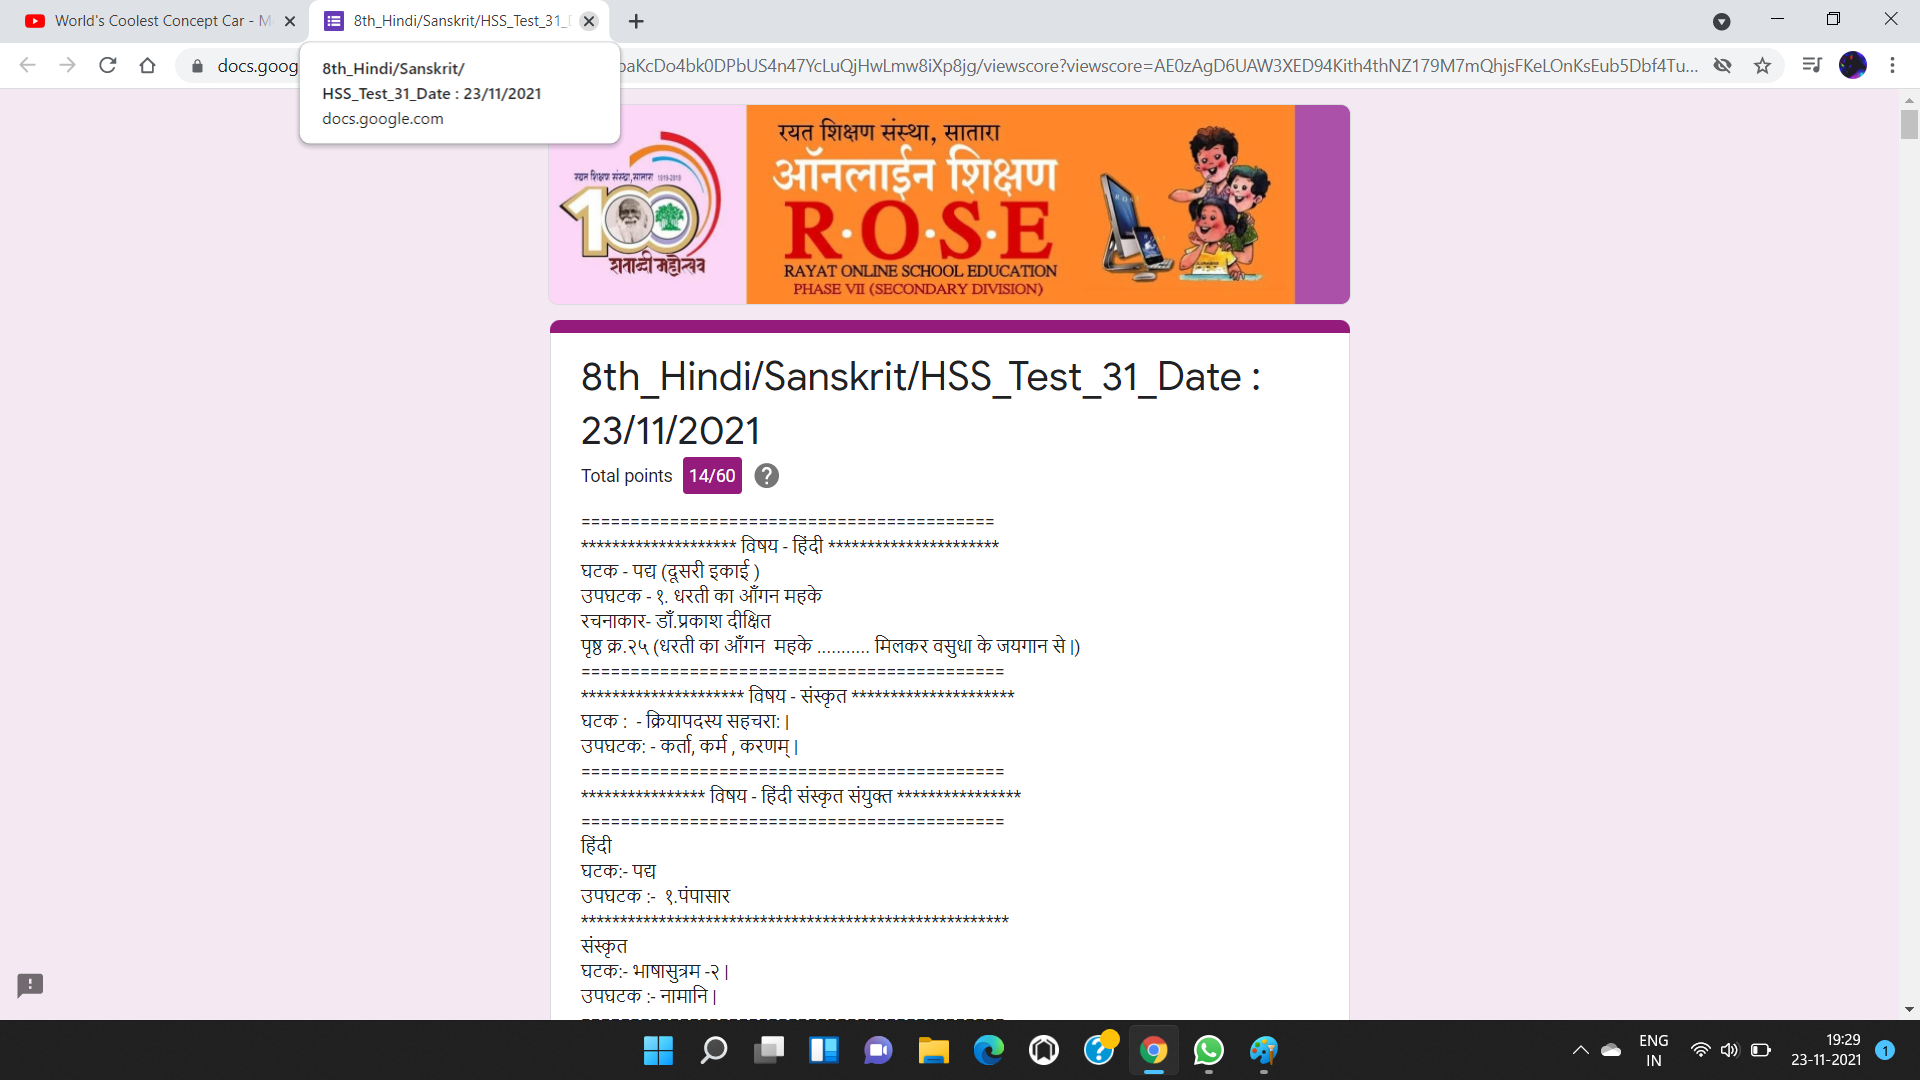 World's Coolest Concept Car - M
8th_Hindi/Sanskrit/HSS_Test_31_D
docs.goog
paKcDo4bk0DPbUS4n47YcLuQjHwLmw8iXp8jg/viewscore?viewscore=AE0zAgD6UAW3XED94Kith4thNZ179M7mQhjsFKeLOnKsEub5Dbf4Tu...
8th_Hindi/Sanskrit/
HSS_Test_31_Date : 23/11/2021
docs.google.com
रयत शिक्षण संस्था, सातारा 1919-2019
100
शताब्दी महोत्सव
रयत शिक्षण संस्था, सातारा
ऑनलाईन शिक्षण
R.O.S.E
RAYAT ONLINE SCHOOL EDUCATION
PHASE VII (SECONDARY DIVISION)
8th_Hindi/Sanskrit/HSS_Test_31_Date :
23/11/2021
Total points 14/60
==========================================
******************** विषय - हिंदी **********************
घटक - पद्य (दूसरी इकाई )
उपघटक - १. धरती का आँगन महके
रचनाकार- डॉ.प्रकाश दीक्षित
पृष्ठ क्र.२५ (धरती का आँगन  महके ........... मिलकर वसुधा के जयगान से |)
===========================================
********************* विषय - संस्कृत *********************
घटक :  - क्रियापदस्य सहचरा: |
उपघटक: - कर्ता, कर्म , करणम् |
===========================================
**************** विषय - हिंदी संस्कृत संयुक्त ****************
===========================================
हिंदी
घटक:- पद्य
उपघटक :-  १.पंपासार
*******************************************************
संस्कृत
घटक:- भाषासुत्रम -२ |
उपघटक :- नामानि |
===========================================
ENG
IN
19:29
23-11-2021
1